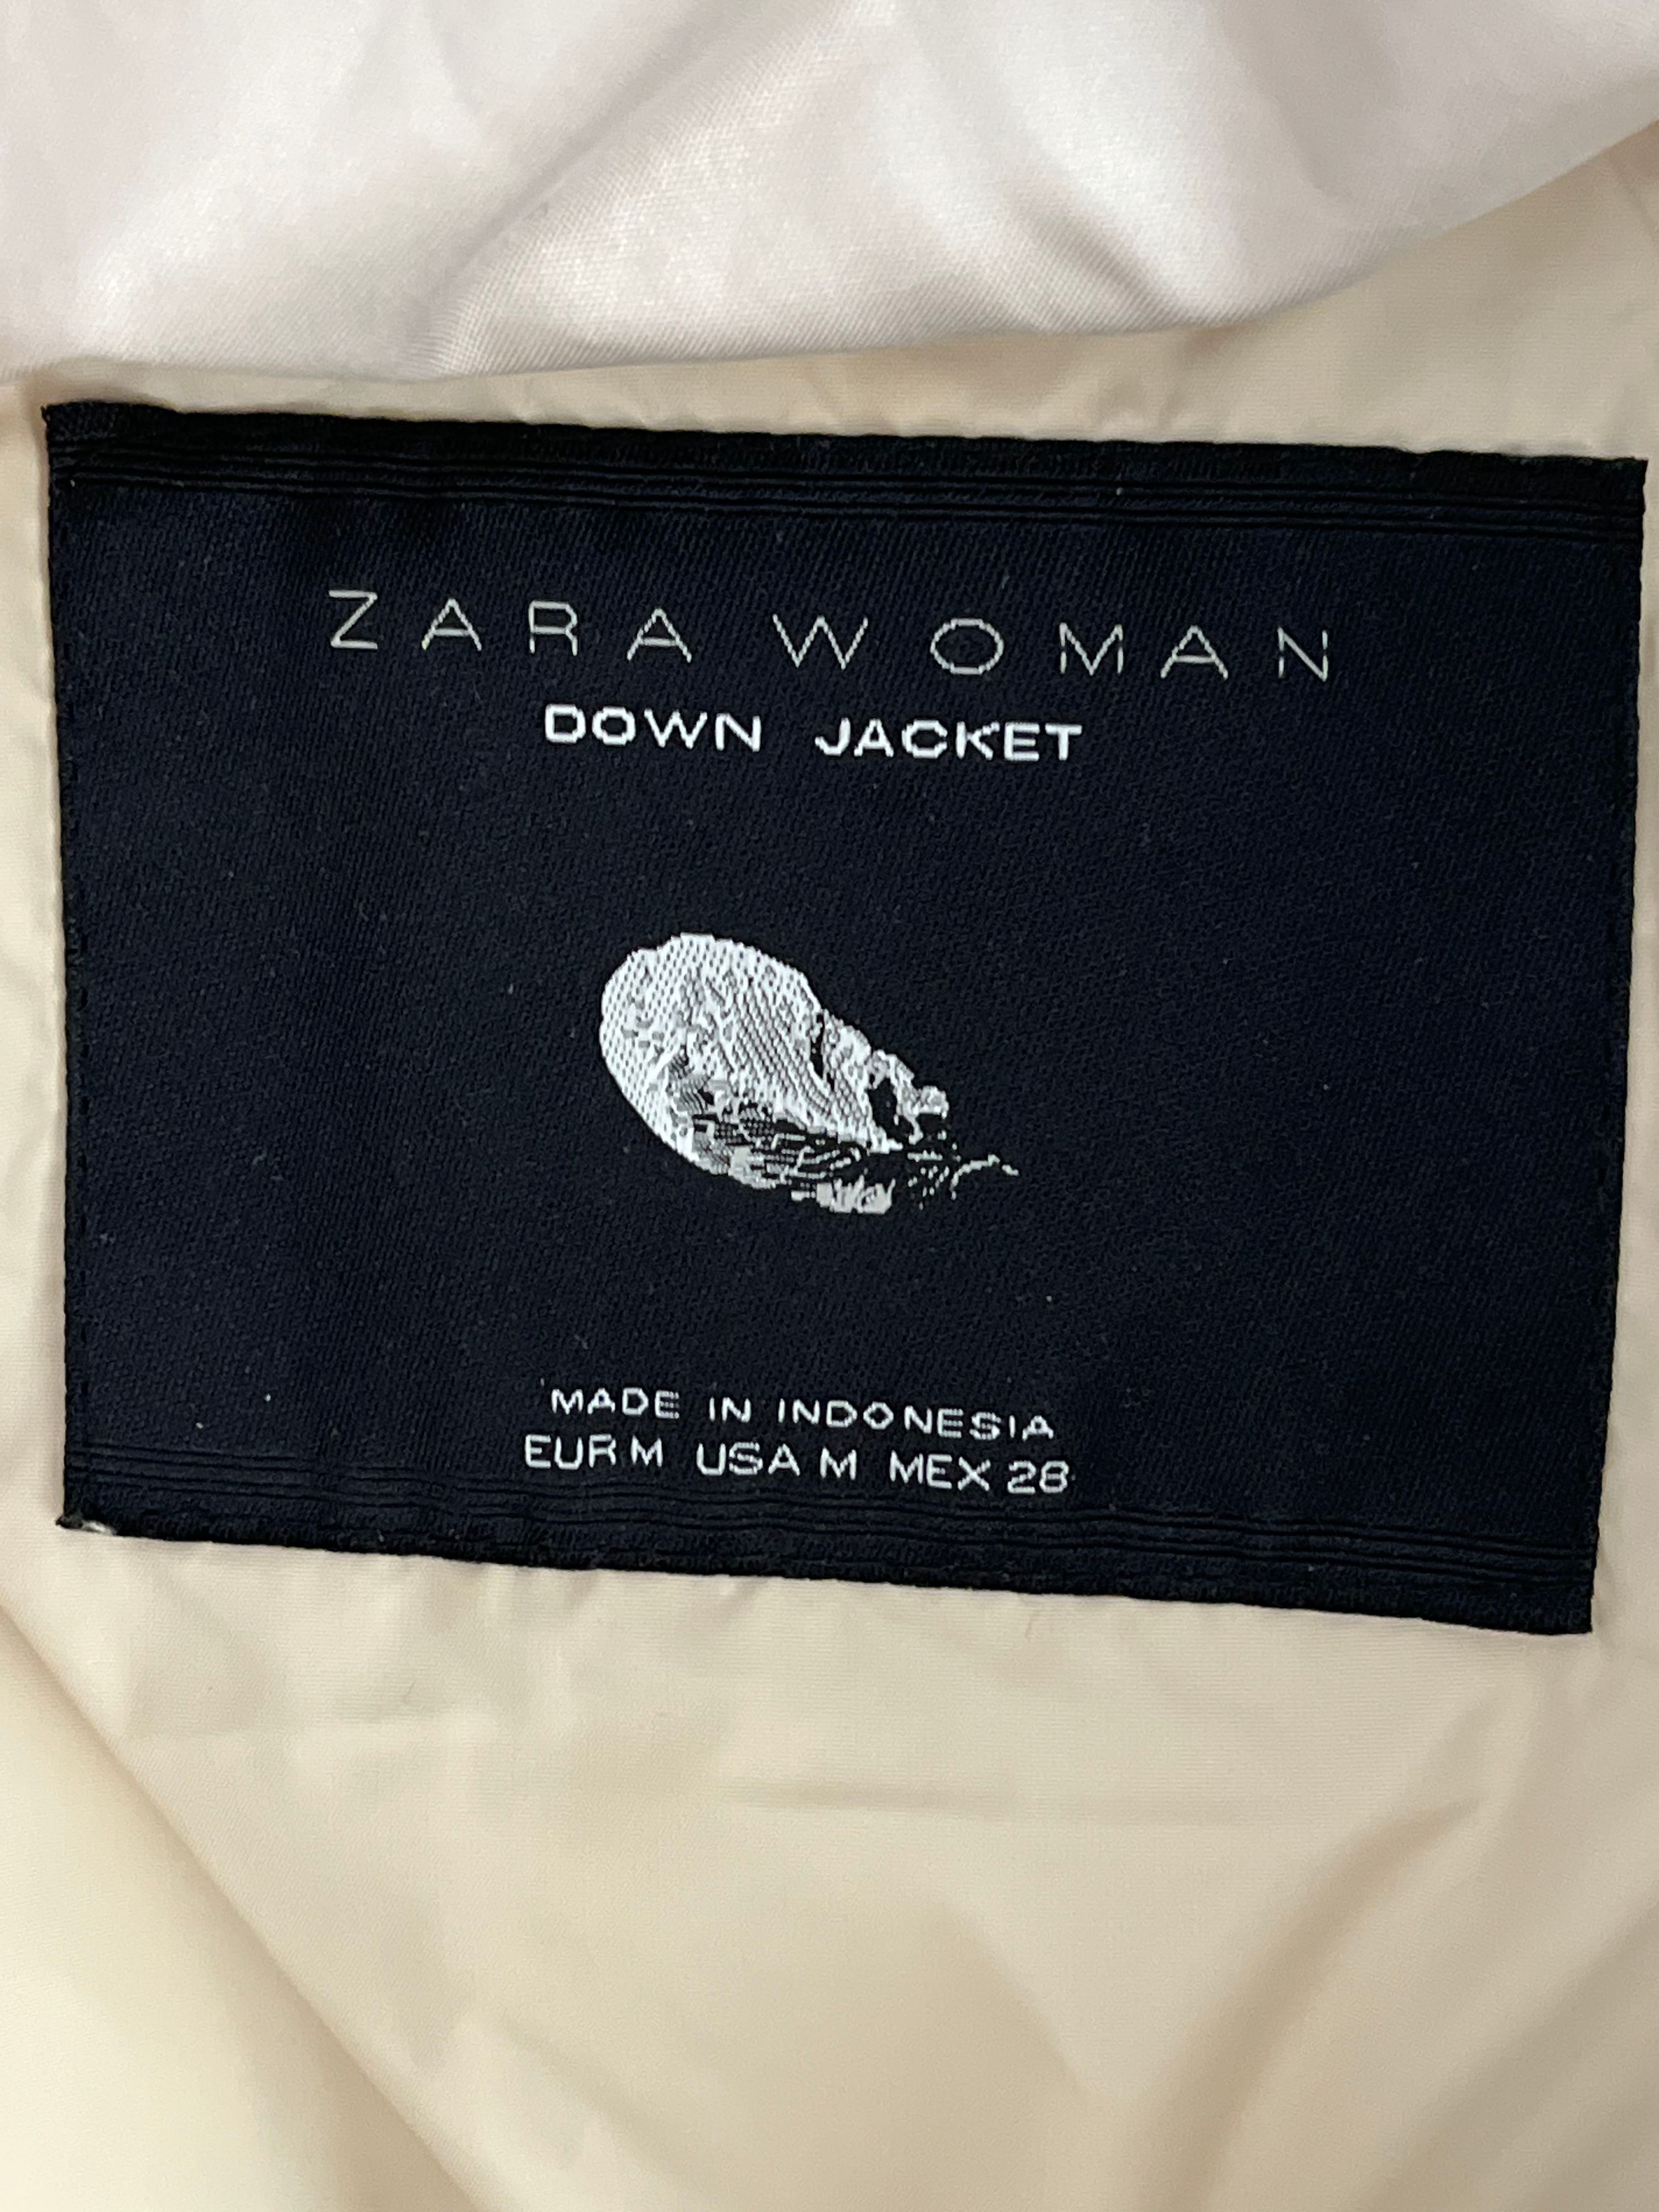 ZARA WOMAN
DOWN JACKET
MADE IN INDONESIA
EUR M USA M MEX 28